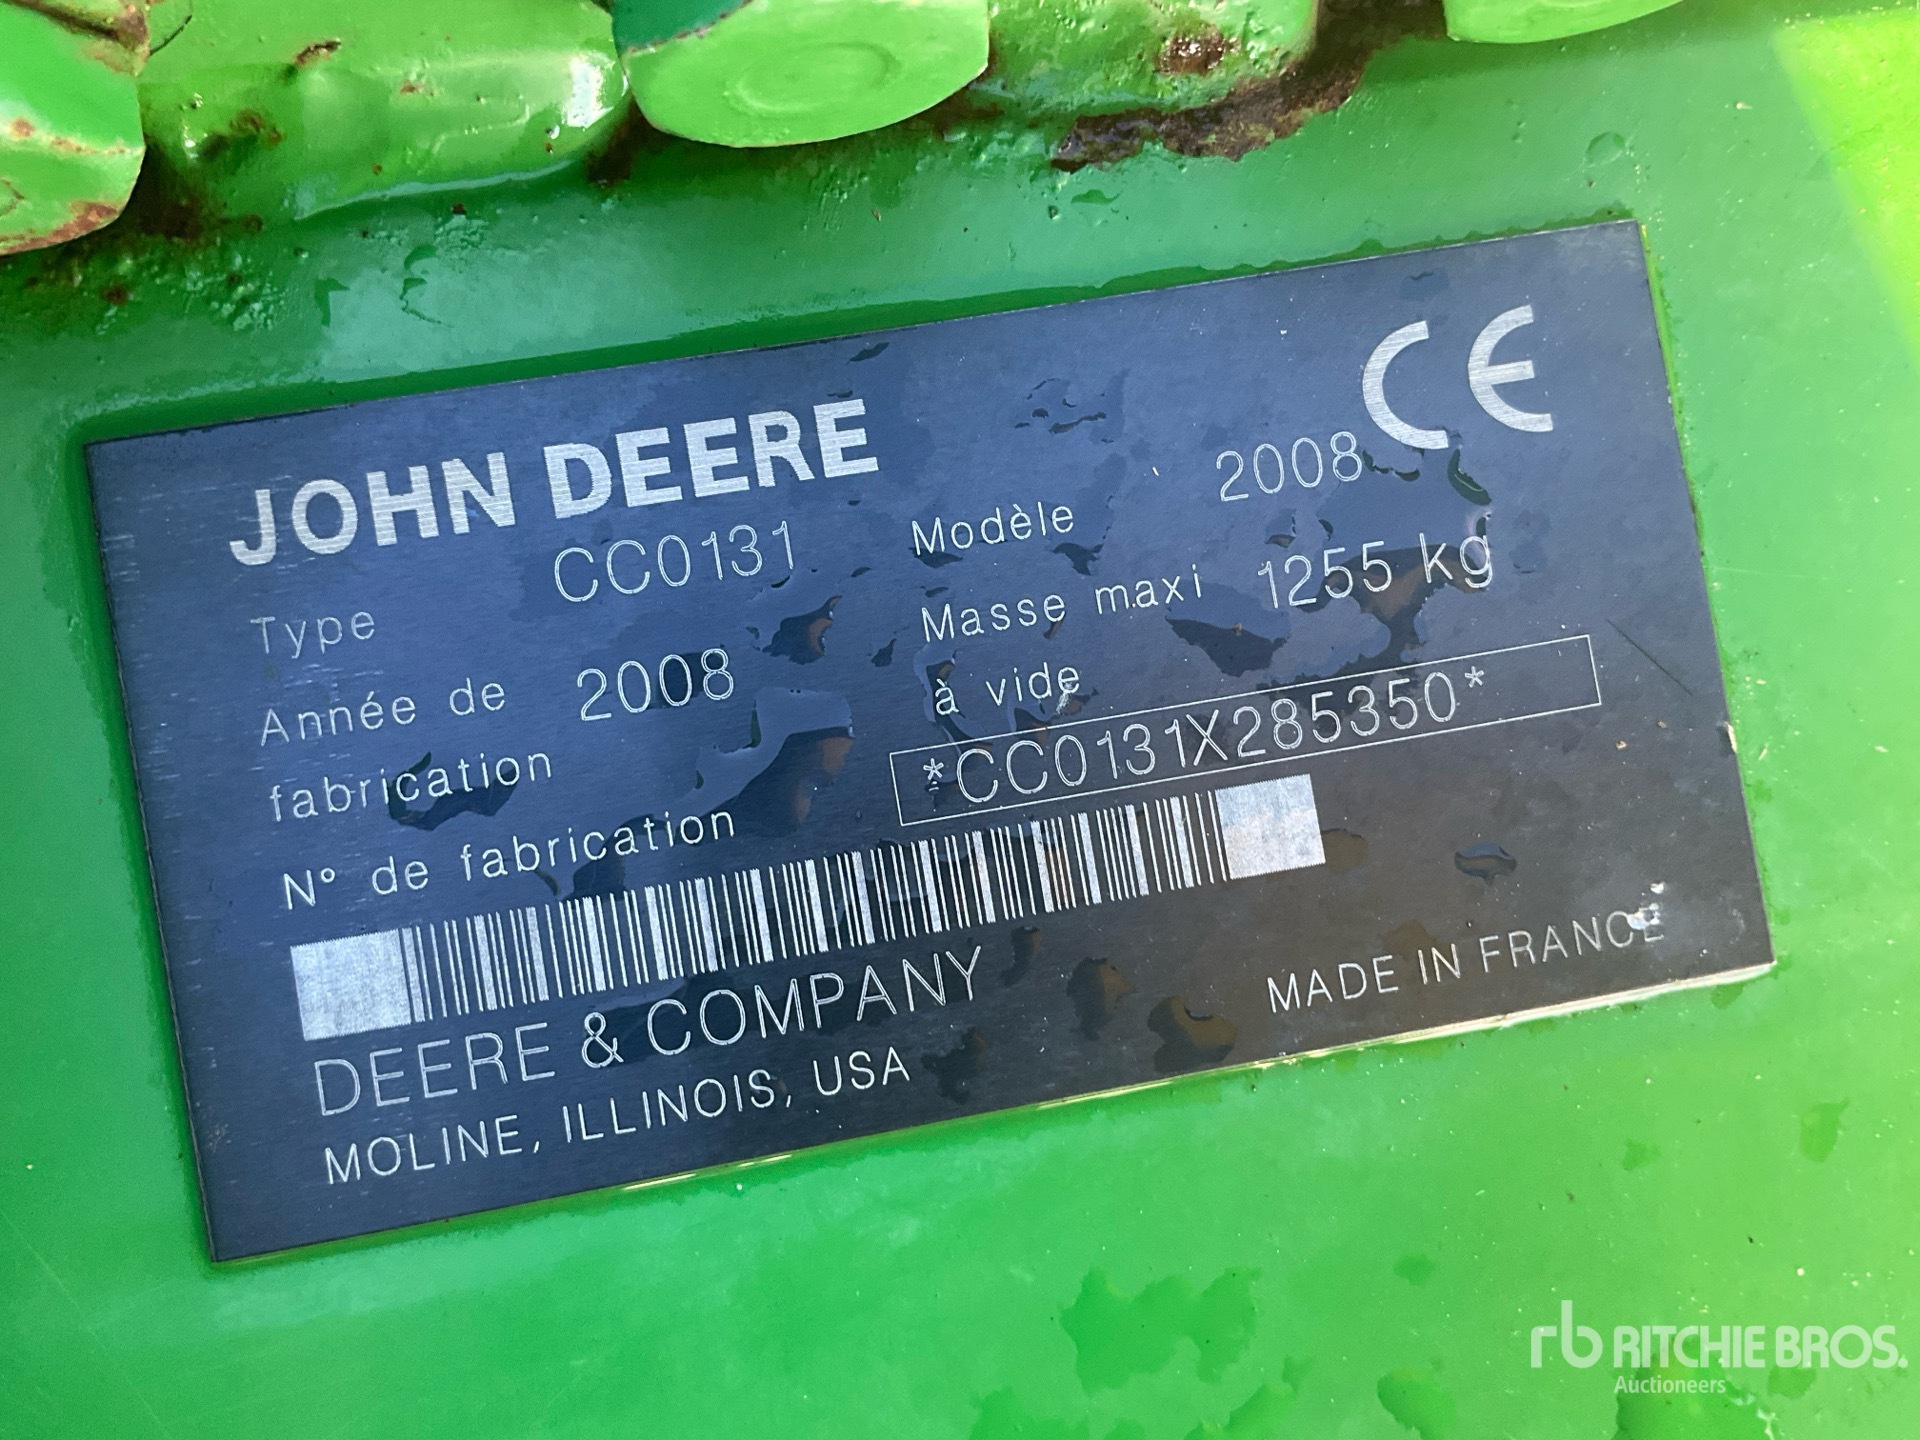 JOHN DEERE
CE
Type CC0131
Modèle 2008
Année de fabrication 2008
Masse maxi à vide 1255 kg
N° de fabrication *CC0131X285350*
DEERE & COMPANY
MOLINE, ILLINOIS, USA
MADE IN FRANCE
rb RITCHIE BROS.
Auctioneers